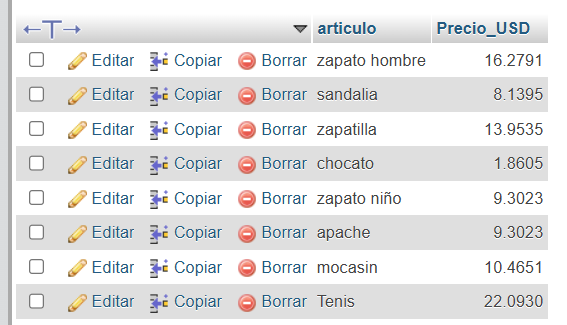 ←T→ articulo Precio_USD
Editar Copiar Borrar zapato hombre 16.2791
Editar Copiar Borrar sandalia 8.1395
Editar Copiar Borrar zapatilla 13.9535
Editar Copiar Borrar chocato 1.8605
Editar Copiar Borrar zapato niño 9.3023
Editar Copiar Borrar apache 9.3023
Editar Copiar Borrar mocasin 10.4651
Editar Copiar Borrar Tenis 22.0930